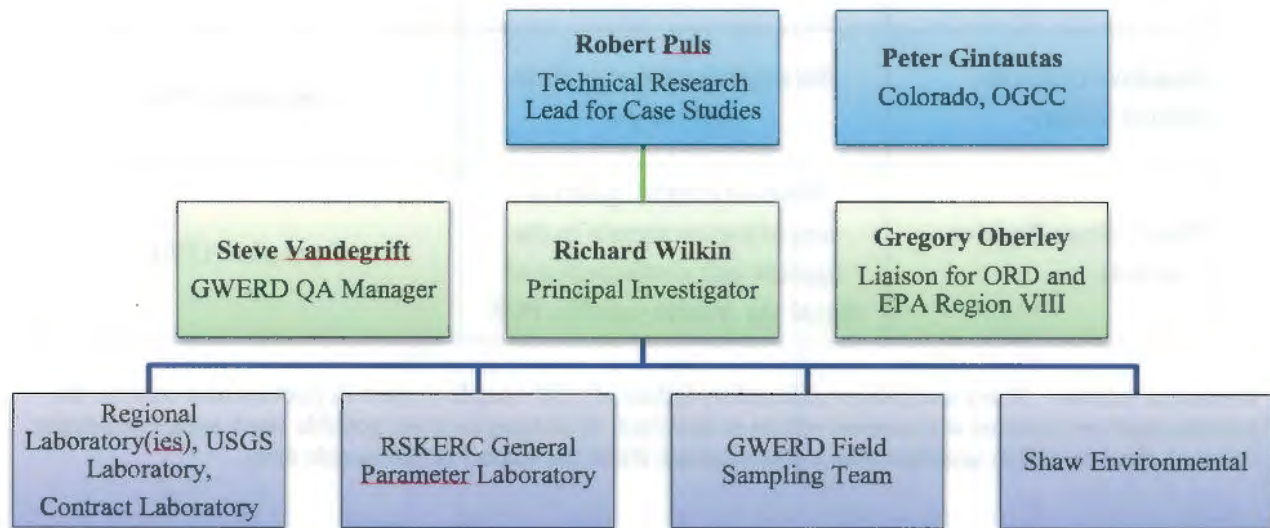 Robert Puls
Technical Research
Lead for Case Studies
Peter Gintautas
Colorado, OGCC
Steve Vandegrift
GWERD QA Manager
Richard Wilkin
Principal Investigator
Gregory Oberley
Liaison for ORD and
EPA Region VIII
Regional
Laboratory(ies), USGS
Laboratory,
Contract Laboratory
RSKERC General
Parameter Laboratory
GWERD Field
Sampling Team
Shaw Environmental